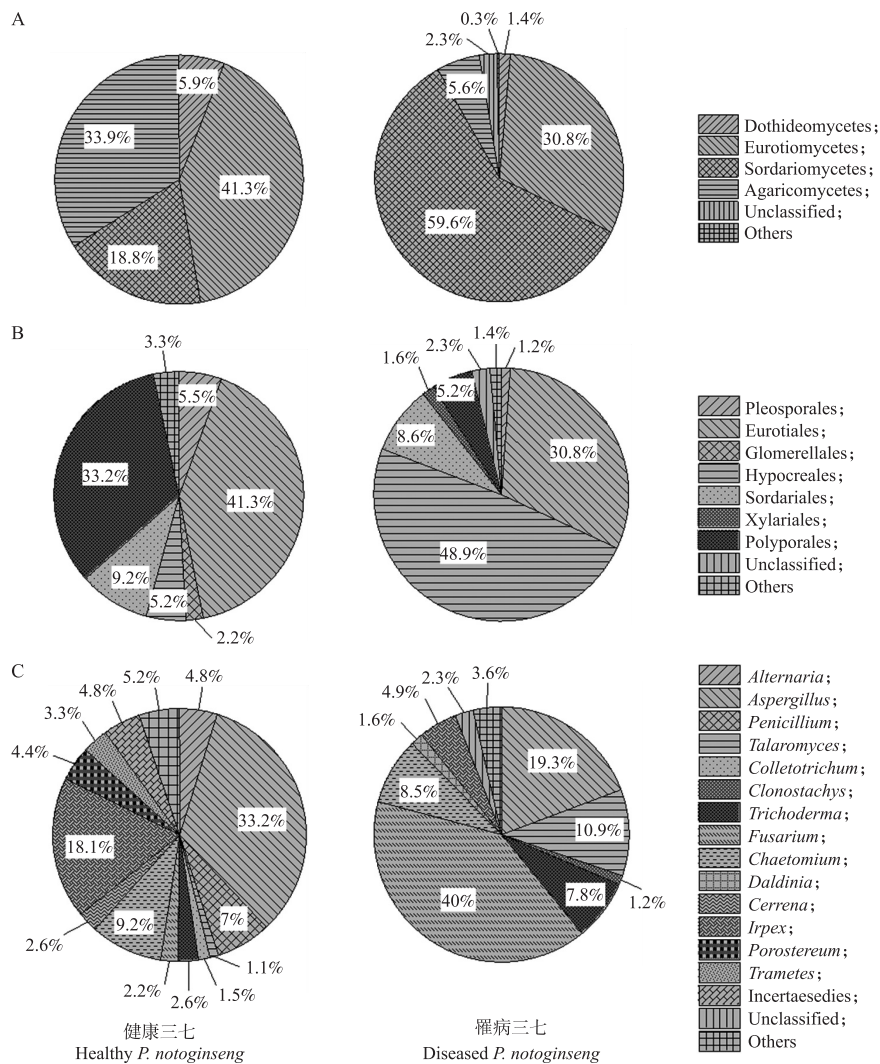 A
0.3% 1.4%
2.3%
5.9%
5.6%
33.9%
30.8%
41.3%
59.6%
18.8%
Dothideomycetes;
Eurotiomycetes;
Sordariomycetes;
Agaricomycetes;
Unclassified;
Others
B
3.3%
1.4%
2.3% 1.2%
1.6%
5.5%
5.2%
8.6%
30.8%
33.2%
41.3%
48.9%
9.2%
5.2%
2.2%
Pleosporales;
Eurotiales;
Glomerellales;
Hypocreales;
Sordariales;
Xylariales;
Polyporales;
Unclassified;
Others
C
5.2% 4.8%
4.8%
3.3%
4.4%
33.2%
18.1%
9.2%
7%
2.6%
2.2%
2.6%
1.5%
1.1%
3.6%
2.3%
4.9%
1.6%
19.3%
8.5%
10.9%
40%
7.8%
1.2%
Alternaria;
Aspergillus;
Penicillium;
Talaromyces;
Colletotrichum;
Clonostachys;
Trichoderma;
Fusarium;
Chaetomium;
Daldinia;
Cerrena;
Irpex;
Porostereum;
Trametes;
Incertaesedies;
Unclassified;
Others
健康三七
Healthy P. notoginseng
罹病三七
Diseased P. notoginseng